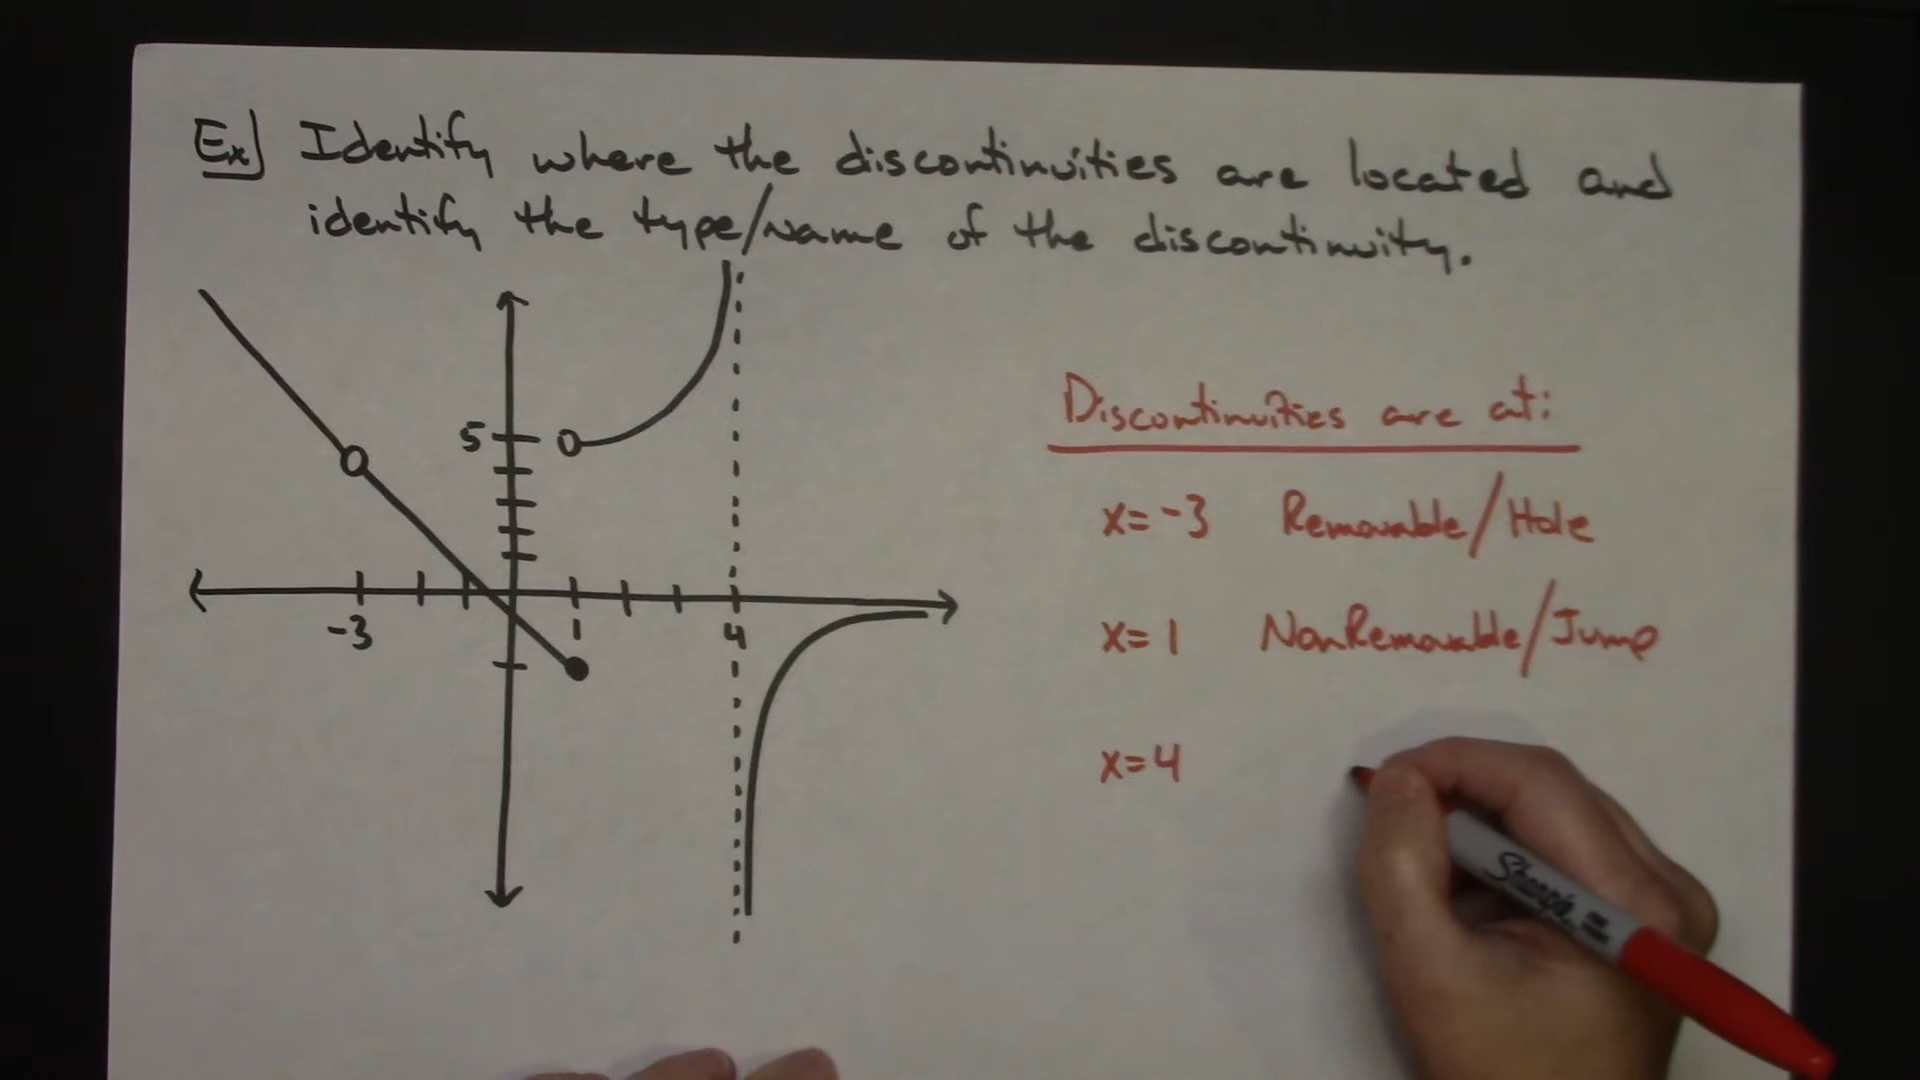 Ex] Identify where the discontinuities are located and
identify the type/name of the discontinuity.
5
-3
1
4
Discontinuities are at:
x=-3 Removable/Hole
x=1 NonRemovable/Jump
x=4
Sharpie